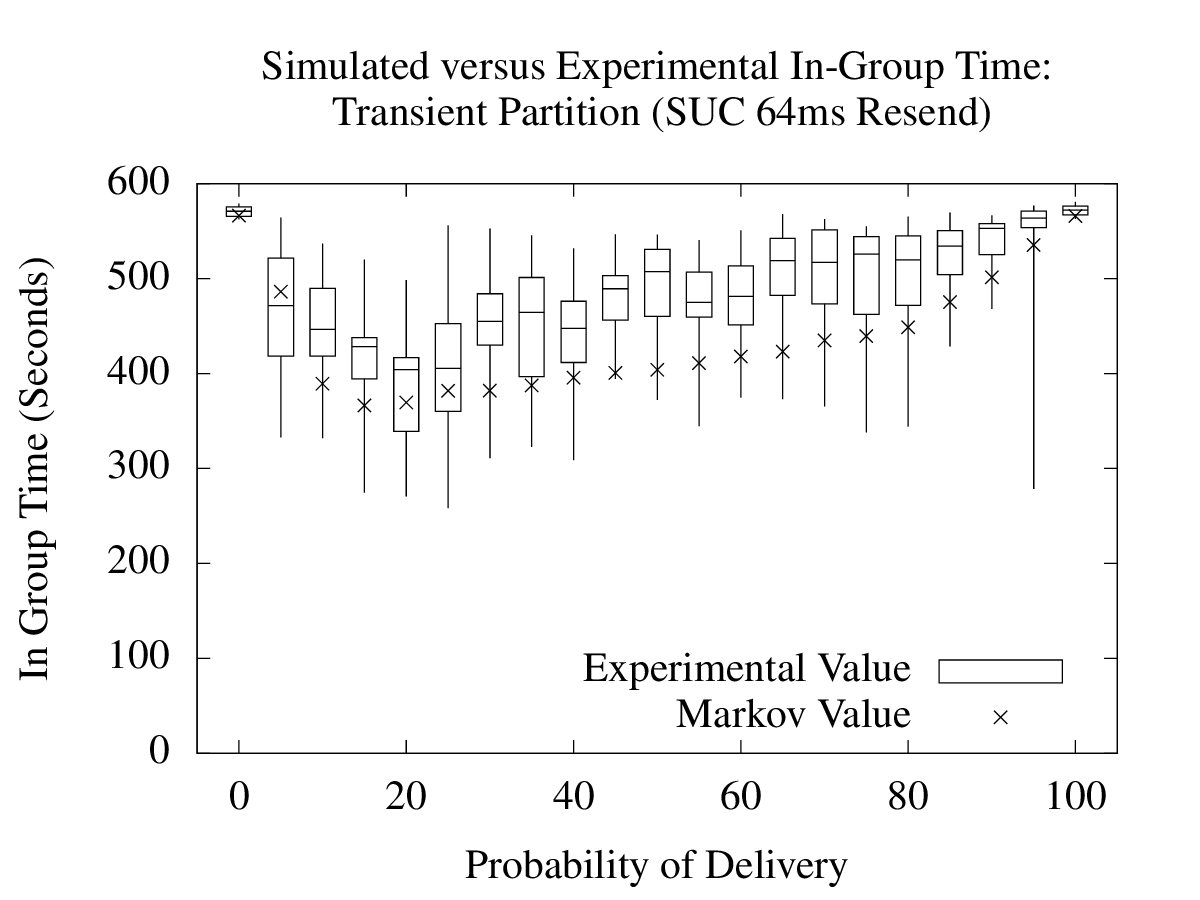 Simulated versus Experimental In-Group Time:
Transient Partition (SUC 64ms Resend)
In Group Time (Seconds)
600
500
400
300
200
100
0
Experimental Value
Markov Value
0 20 40 60 80 100
Probability of Delivery